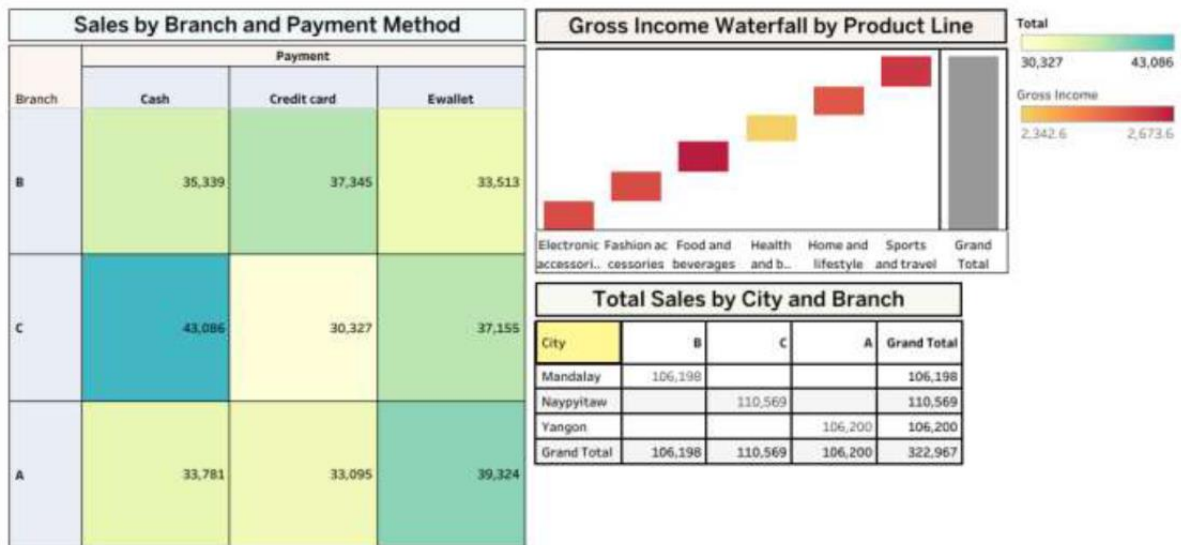 Sales by Branch and Payment Method
Payment
Branch Cash Credit card Ewallet
B 35,339 37,345 33,513
C 43,086 30,327 37,155
A 33,781 33,095 39,324
Gross Income Waterfall by Product Line
Electronic Fashion ac Food and Health Home and Sports Grand
accessori.. cessories beverages and b.. lifestyle and travel Total
Total
30,327 43,086
Gross Income
2,342.6 2,673.6
Total Sales by City and Branch
City B C A Grand Total
Mandalay 106,198 106,198
Naypyitaw 110,569 110,569
Yangon 106,200 106,200
Grand Total 106,198 110,569 106,200 322,967